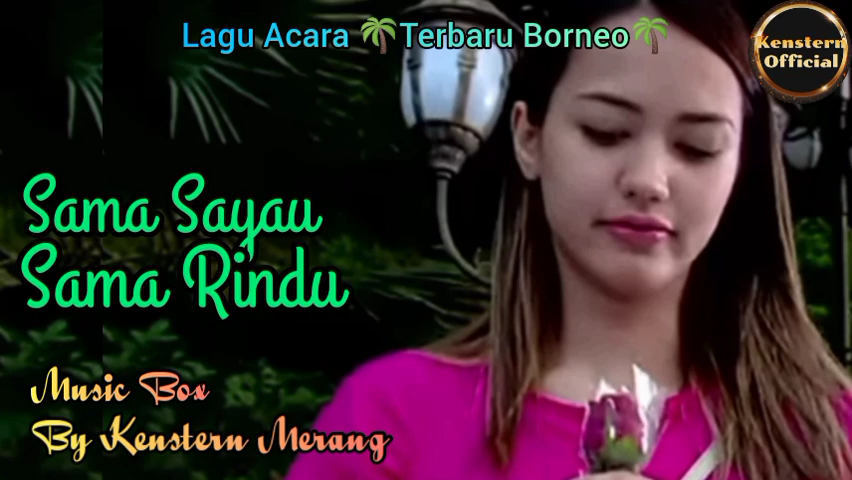 Lagu Acara 🌴Terbaru Borneo🌴
Kenstern
Official
Sama Sayau
Sama Rindu
Music Box
By Kenstern Merang